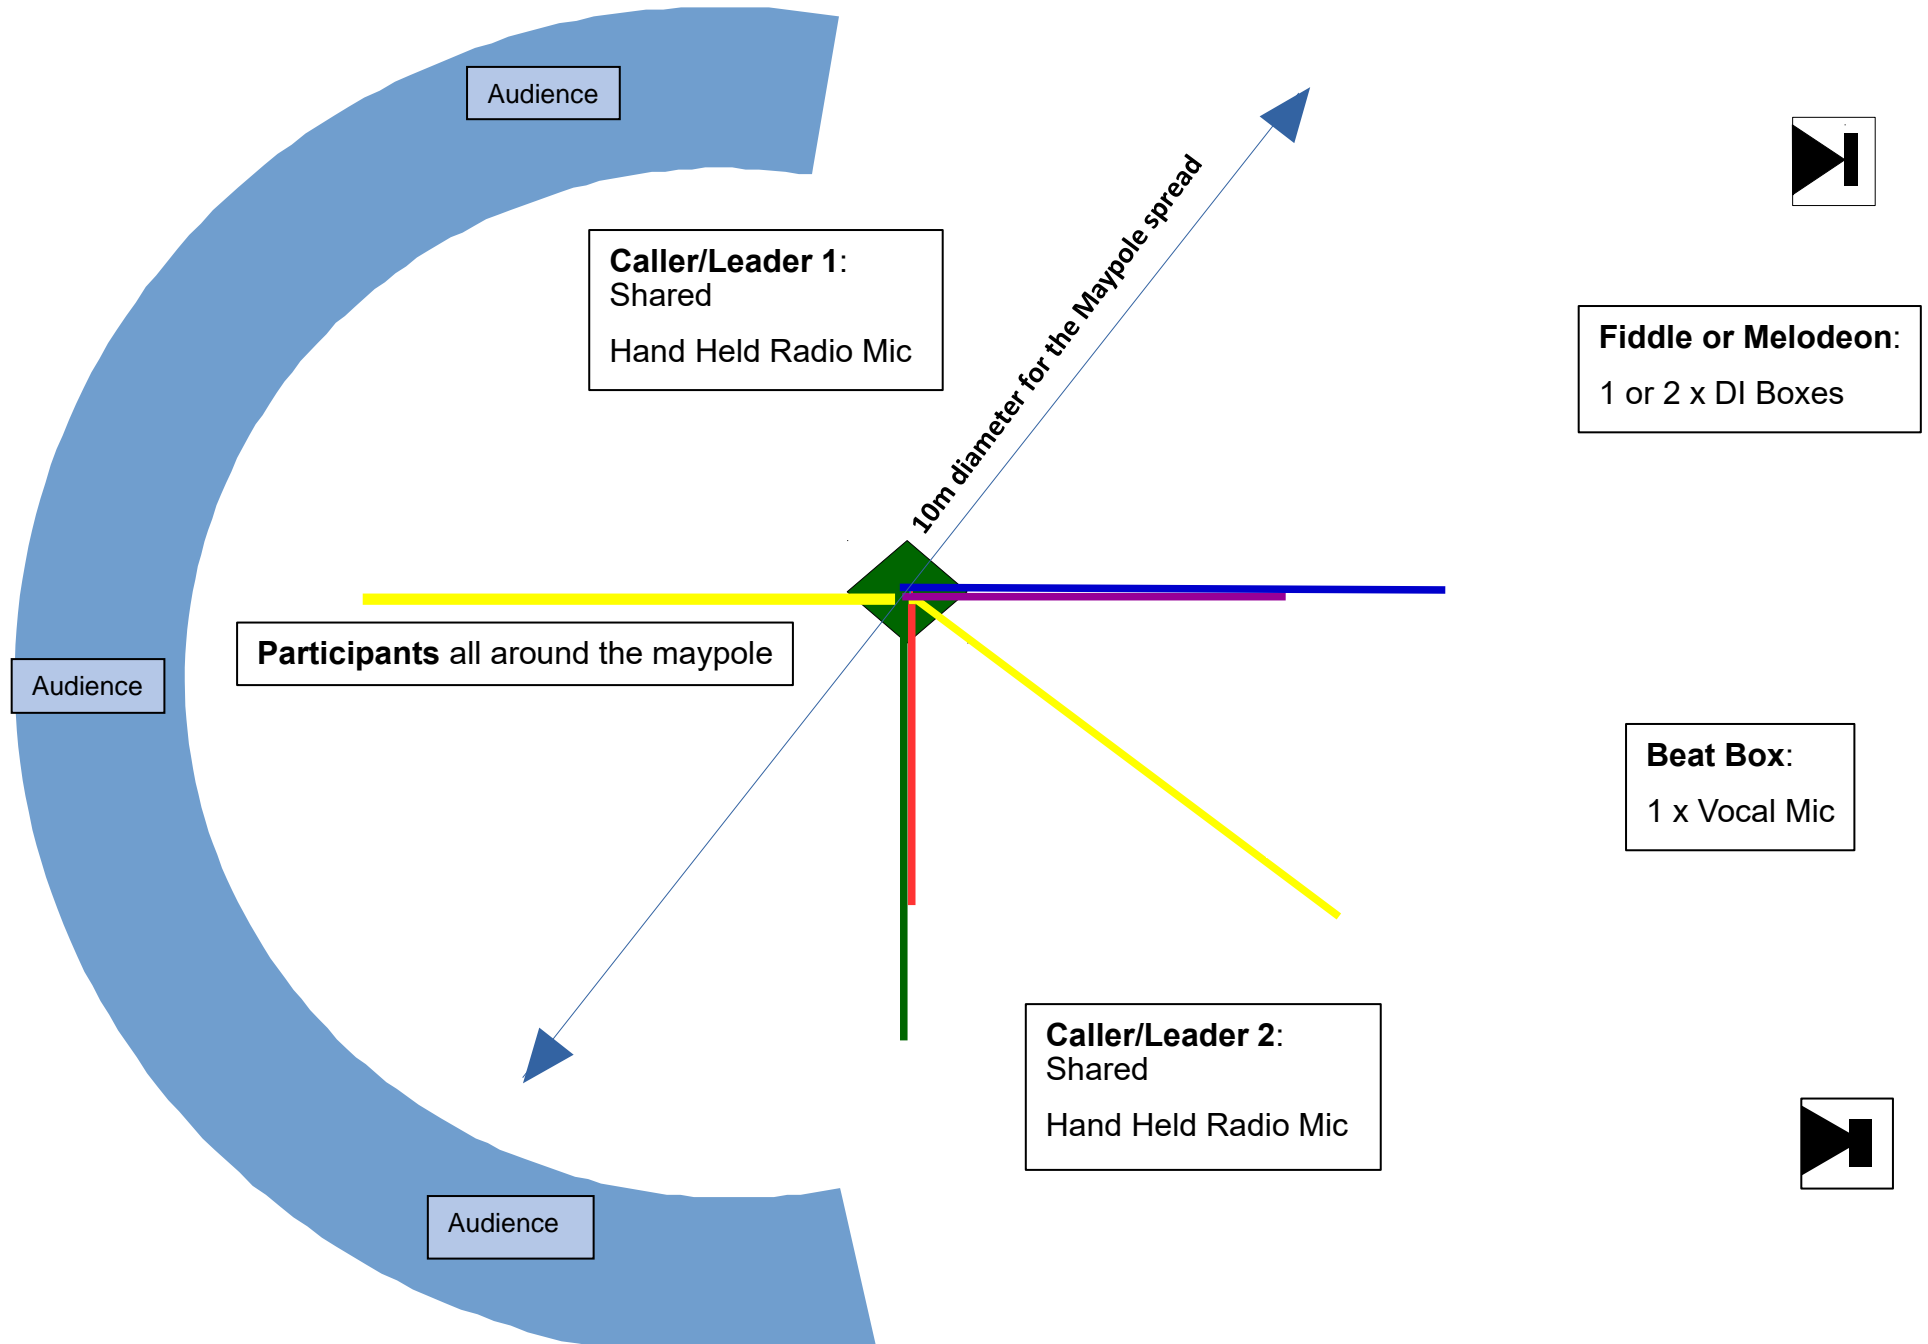 Audience
Caller/Leader 1:
Shared
Hand Held Radio Mic
10m diameter for the Maypole spread
Fiddle or Melodeon:
1 or 2 x DI Boxes
Participants all around the maypole
Audience
Beat Box:
1 x Vocal Mic
Caller/Leader 2:
Shared
Hand Held Radio Mic
Audience